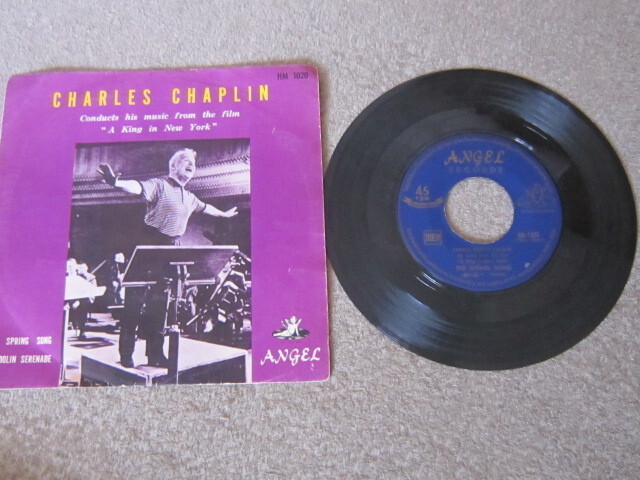 HM 1020
CHARLES CHAPLIN
Conducts his music from the film
"A King in New York"
SPRING SONG
DOLIN SERENADE
ANGEL
ANGEL
RECORDS
45